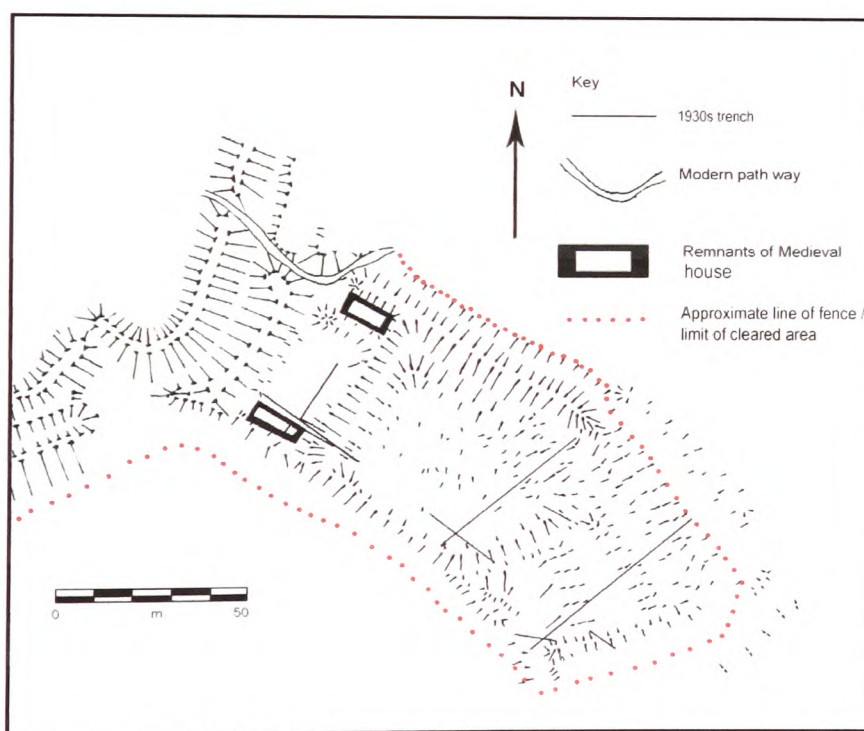 N
Key
1930s trench
Modern path way
Remnants of Medieval
house
Approximate line of fence /
limit of cleared area
0 m 50